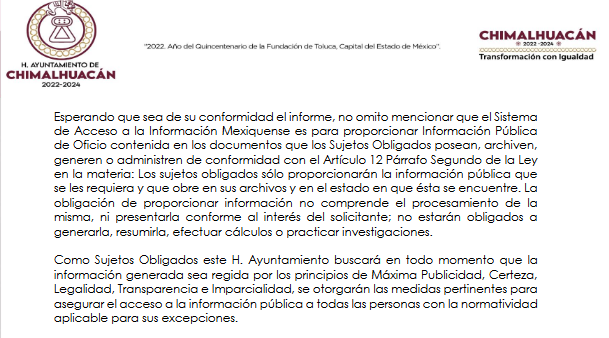 H. AYUNTAMIENTO DE
CHIMALHUACÁN
2022-2024
"2022. Año del Quincentenario de la Fundación de Toluca, Capital del Estado de México".
CHIMALHUACÁN
2022 -2024
Transformación con Igualdad
Esperando que sea de su conformidad el informe, no omito mencionar que el Sistema
de Acceso a la Información Mexiquense es para proporcionar Información Pública
de Oficio contenida en los documentos que los Sujetos Obligados posean, archiven,
generen o administren de conformidad con el Artículo 12 Párrafo Segundo de la Ley
en la materia: Los sujetos obligados sólo proporcionarán la información pública que
se les requiera y que obre en sus archivos y en el estado en que ésta se encuentre. La
obligación de proporcionar información no comprende el procesamiento de la
misma, ni presentarla conforme al interés del solicitante; no estarán obligados a
generarla, resumirla, efectuar cálculos o practicar investigaciones.
Como Sujetos Obligados este H. Ayuntamiento buscará en todo momento que la
información generada sea regida por los principios de Máxima Publicidad, Certeza,
Legalidad, Transparencia e Imparcialidad, se otorgarán las medidas pertinentes para
asegurar el acceso a la información pública a todas las personas con la normatividad
aplicable para sus excepciones.